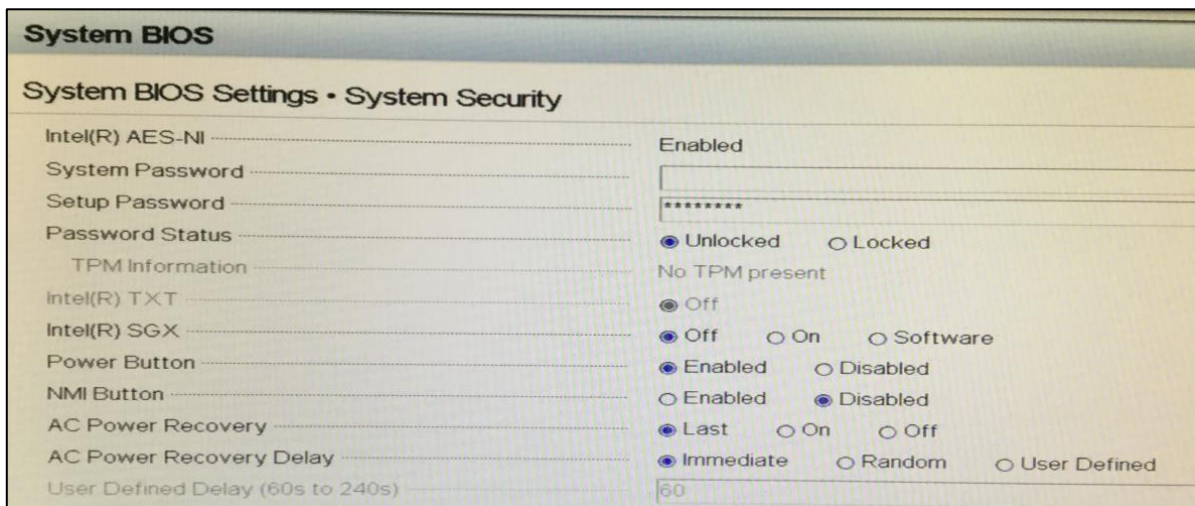 System BIOS
System BIOS Settings • System Security
Intel(R) AES-NI Enabled
System Password
Setup Password ********
Password Status Unlocked Locked
TPM Information No TPM present
Intel(R) TXT Off
Intel(R) SGX Off On Software
Power Button Enabled Disabled
NMI Button Enabled Disabled
AC Power Recovery Last On Off
AC Power Recovery Delay Immediate Random User Defined
User Defined Delay (60s to 240s) 60